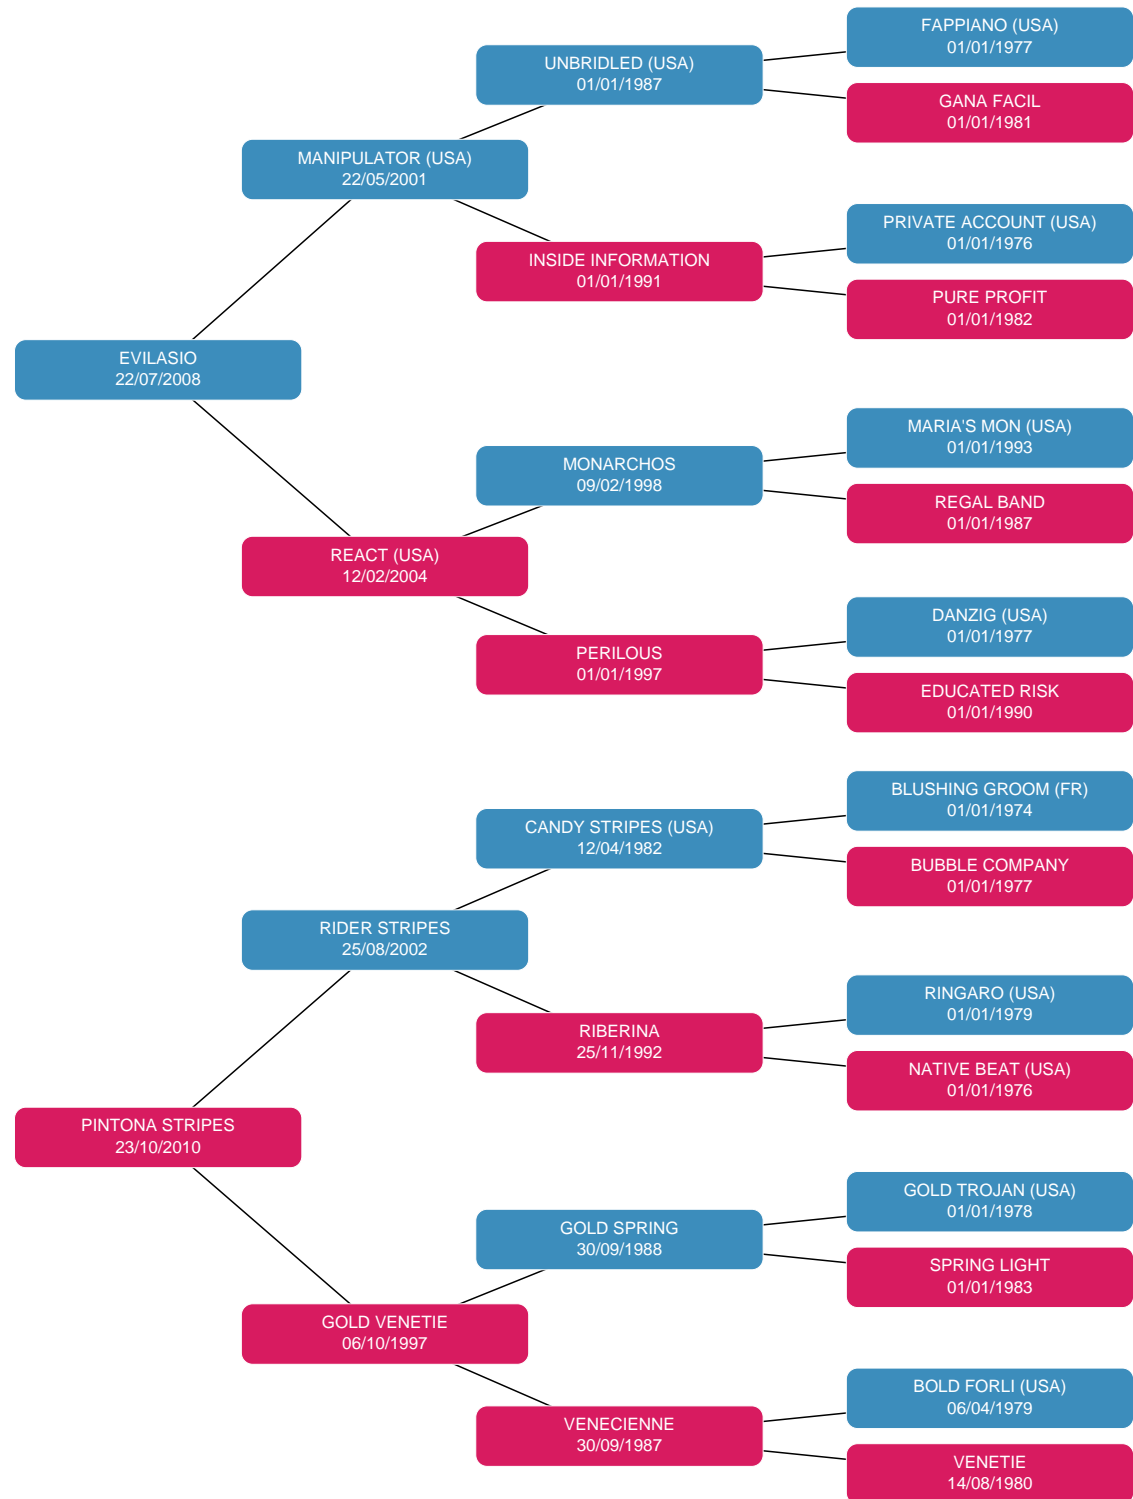 FAPPIANO (USA)
01/01/1977
UNBRIDLED (USA)
01/01/1987
GANA FACIL
01/01/1981
MANIPULATOR (USA)
22/05/2001
PRIVATE ACCOUNT (USA)
01/01/1976
INSIDE INFORMATION
01/01/1991
PURE PROFIT
01/01/1982
EVILASIO
22/07/2008
MARIA'S MON (USA)
01/01/1993
MONARCHOS
09/02/1998
REGAL BAND
01/01/1987
REACT (USA)
12/02/2004
DANZIG (USA)
01/01/1977
PERILOUS
01/01/1997
EDUCATED RISK
01/01/1990
BLUSHING GROOM (FR)
01/01/1974
CANDY STRIPES (USA)
12/04/1982
BUBBLE COMPANY
01/01/1977
RIDER STRIPES
25/08/2002
RINGARO (USA)
01/01/1979
RIBERINA
25/11/1992
NATIVE BEAT (USA)
01/01/1976
PINTONA STRIPES
23/10/2010
GOLD TROJAN (USA)
01/01/1978
GOLD SPRING
30/09/1988
SPRING LIGHT
01/01/1983
GOLD VENETIE
06/10/1997
BOLD FORLI (USA)
06/04/1979
VENECIENNE
30/09/1987
VENETIE
14/08/1980